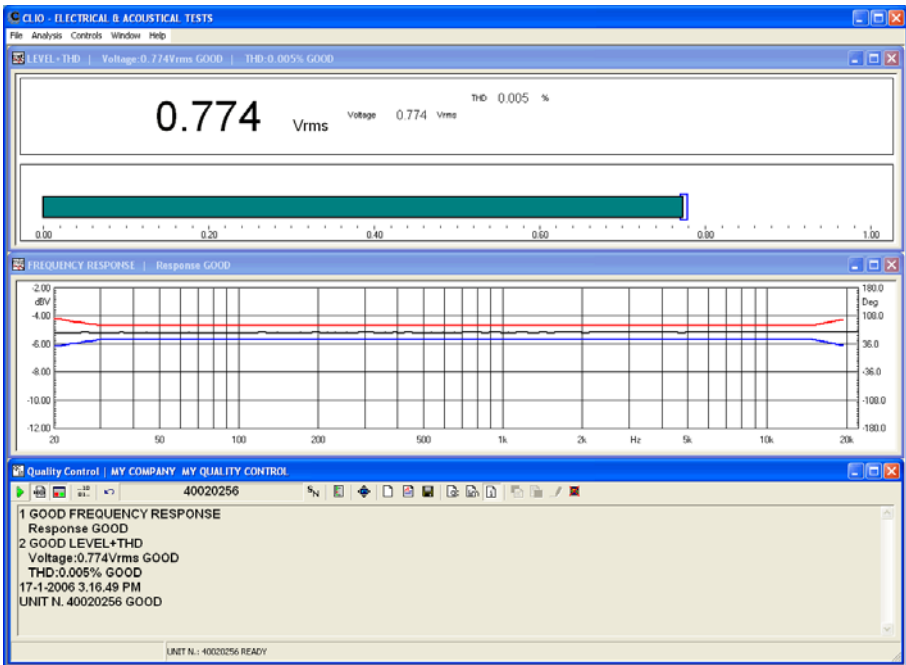 CLIO - ELECTRICAL & ACOUSTICAL TESTS
File Analysis Controls Window Help
LEVEL+THD | Voltage:0.774Vrms GOOD | THD:0.005% GOOD
0.774 Vrms Voltage 0.774 Vrms THD 0.005 %
0.00 0.20 0.40 0.60 0.80 1.00
FREQUENCY RESPONSE | Response GOOD
-2.00 180.0
dBV Deg
-4.00 108.0
-6.00 36.0
-8.00 -36.0
-10.00 -108.0
-12.00 -180.0
20 50 100 200 500 1k 2k Hz 5k 10k 20k
Quality Control | MY COMPANY MY QUALITY CONTROL
40020256 SN
1 GOOD FREQUENCY RESPONSE
Response GOOD
2 GOOD LEVEL+THD
Voltage:0.774Vrms GOOD
THD:0.005% GOOD
17-1-2006 3.16.49 PM
UNIT N. 40020256 GOOD
UNIT N.: 40020256 READY